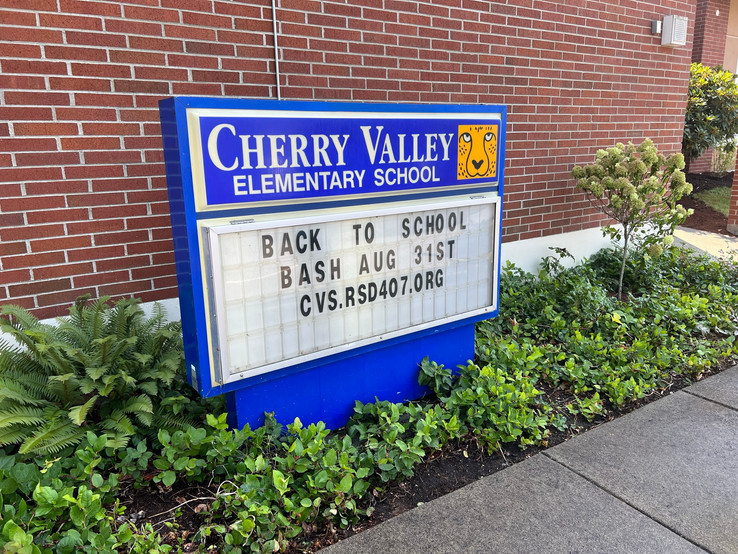 CHERRY VALLEY
ELEMENTARY SCHOOL
BACK TO SCHOOL
BASH AUG 31ST
CVS.RSD407.ORG